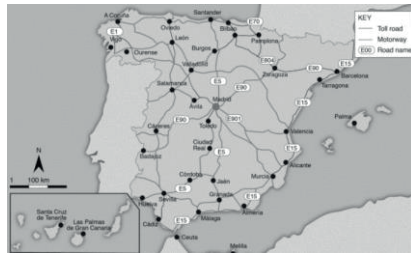 A Coruña
Santander
KEY
Toll road
Motorway
E00 Road name
Oviedo
Bilbao
E70
E1
León
Pamplona
Vigo
Ourense
Burgos
E804
Valladolid
Zaragoza
E90
E15
Barcelona
Salamanca
E5
E90
Tarragona
Ávila
Madrid
E15
Palma
Cáceres
E90
Toledo
E901
Valencia
N
Ciudad
Real
E5
E15
Badajoz
Alicante
1 100 km
Córdoba
Jaén
Murcia
E5
Huelva
Sevilla
Granada
E15
Santa Cruz
de Tenerife
Las Palmas
de Gran Canaria
Cádiz
E15
Málaga
Almería
Ceuta
Melilla